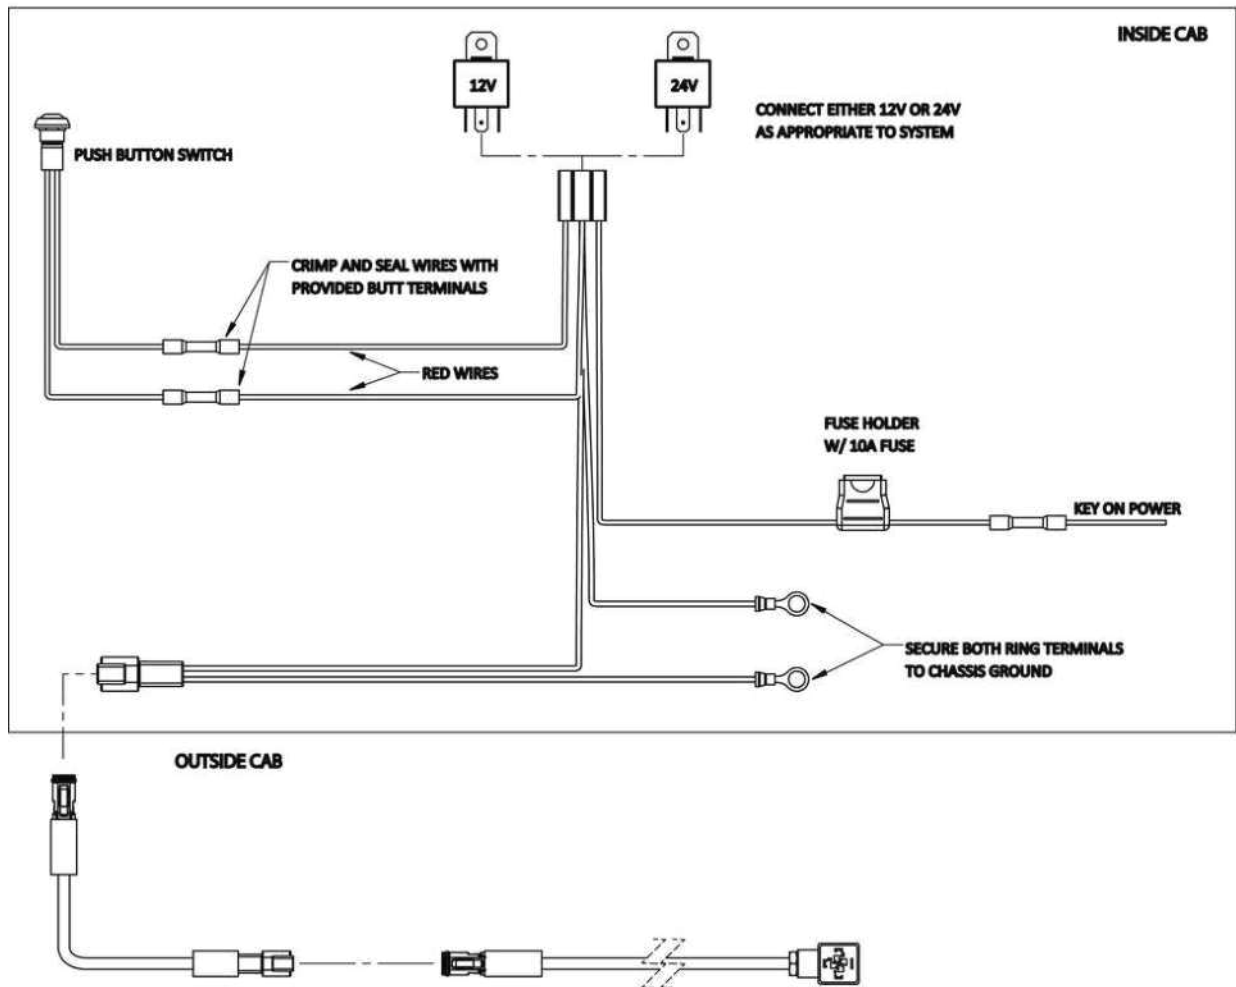 INSIDE CAB
12V
24V
CONNECT EITHER 12V OR 24V
AS APPROPRIATE TO SYSTEM
PUSH BUTTON SWITCH
CRIMP AND SEAL WIRES WITH
PROVIDED BUTT TERMINALS
RED WIRES
FUSE HOLDER
W/ 10A FUSE
KEY ON POWER
SECURE BOTH RING TERMINALS
TO CHASSIS GROUND
OUTSIDE CAB